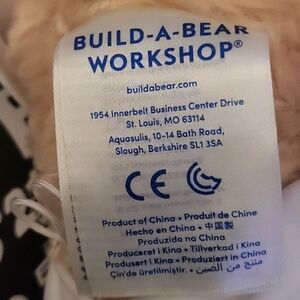 BUILD-A-BEAR
WORKSHOP®
buildabear.com
1954 Innerbelt Business Center Drive
St. Louis, MO 63114
Aquasulis, 10-14 Bath Road,
Slough, Berkshire SL1 3SA
CE
Product of China • Produit de Chine
Hecho en China • 中国製
Produzido na China
Producerat i Kina • Tillverkad i Kina
Produsert i Kina • Produziert in China
Çin'de üretilmiştir. • منتج من الصين